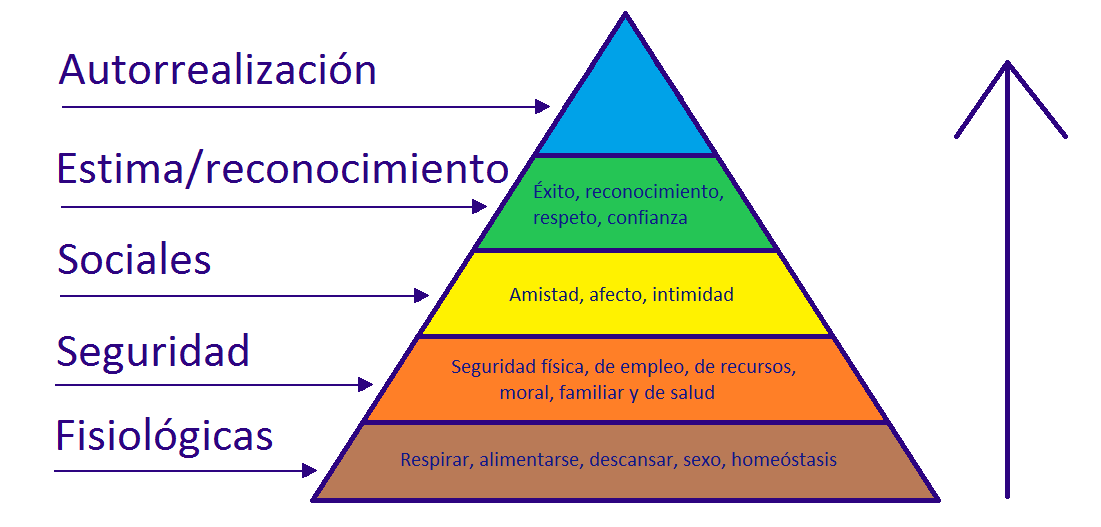 Autorrealización
Estima/reconocimiento
Éxito, reconocimiento,
respeto, confianza
Sociales
Amistad, afecto, intimidad
Seguridad
Seguridad física, de empleo, de recursos,
moral, familiar y de salud
Fisiológicas
Respirar, alimentarse, descansar, sexo, homeóstasis